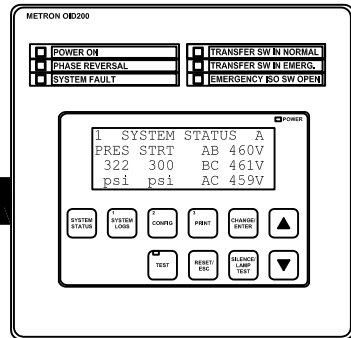 METRON OID200
POWER ON
PHASE REVERSAL
SYSTEM FAULT
TRANSFER SW IN NORMAL
TRANSFER SW IN EMERG.
EMERGENCY ISO SW OPEN
POWER
1 SYSTEM STATUS A
PRES STRT AB 460V
322 300 BC 461V
psi psi AC 459V
SYSTEM STATUS
1 SYSTEM LOGS
2 CONFIG
3 PRINT
CHANGE/ ENTER
TEST
RESET/ ESC
SILENCE/ LAMP TEST